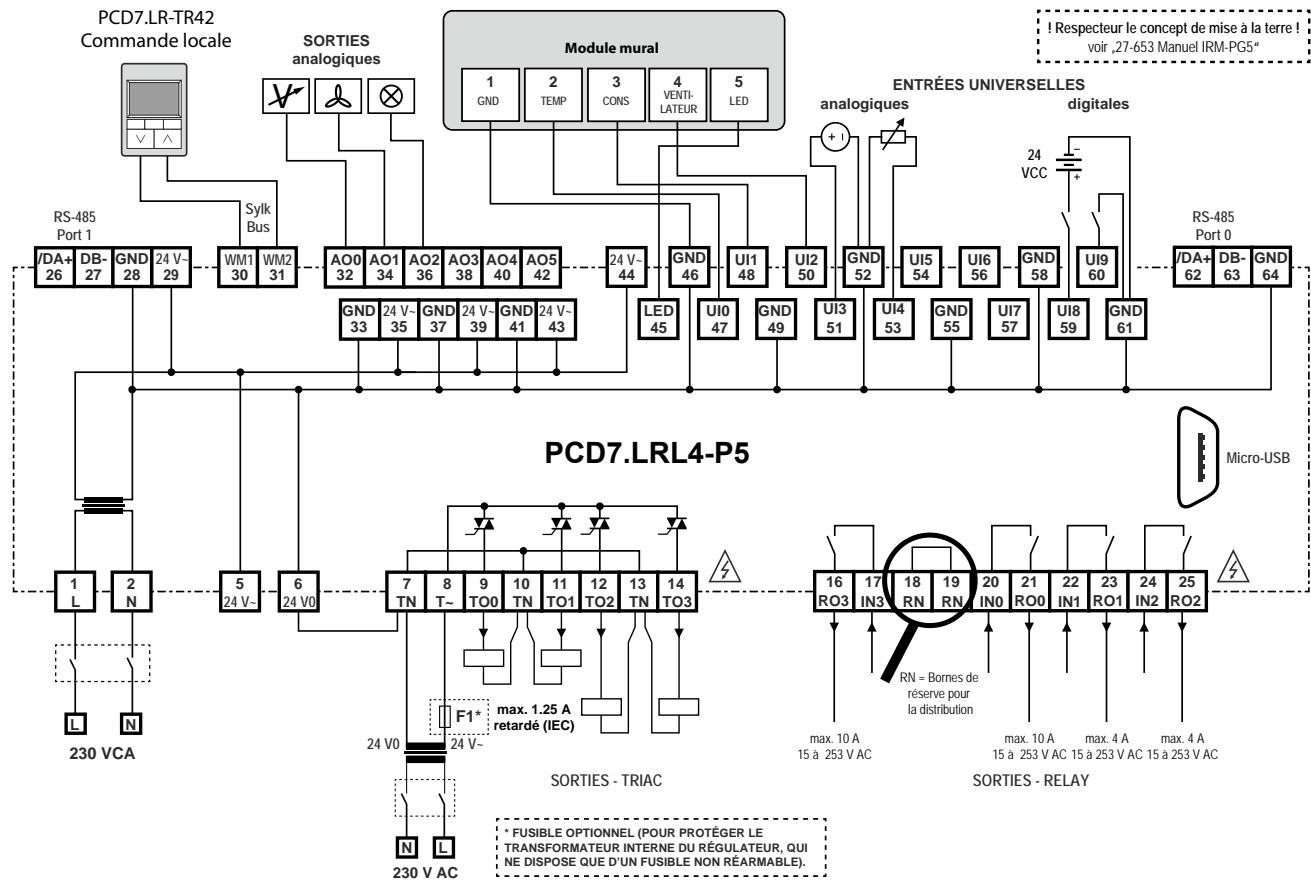 PCD7.LR-TR42
Commande locale
SORTIES
analogiques
Module mural
1
GND
2
TEMP
3
CONS
4
VENTI-
LATEUR
5
LED
! Respecteur le concept de mise à la terre !
voir „27-653 Manuel IRM-PG5“
ENTRÉES UNIVERSELLES
analogiques
digitales
24
VCC
Sylk
Bus
RS-485
Port 1
RS-485
Port 0
/DA+
26
DB-
27
GND
28
24 V~
29
WM1
30
WM2
31
AO0
32
AO1
34
AO2
36
AO3
38
AO4
40
AO5
42
24 V~
44
GND
46
UI1
48
UI2
50
GND
52
UI5
54
UI6
56
GND
58
UI9
60
/DA+
62
DB-
63
GND
64
GND
33
24 V~
35
GND
37
24 V~
39
GND
41
24 V~
43
LED
45
UI0
47
GND
49
UI3
51
UI4
53
GND
55
UI7
57
UI8
59
GND
61
PCD7.LRL4-P5
Micro-USB
1
L
2
N
5
24 V~
6
24 V0
7
TN
8
T~
9
TO0
10
TN
11
TO1
12
TO2
13
TN
14
TO3
16
RO3
17
IN3
18
RN
19
RN
20
IN0
21
RO0
22
IN1
23
RO1
24
IN2
25
RO2
L
N
230 VCA
F1*
max. 1.25 A
retardé (IEC)
24 V0
24 V~
RN = Bornes de
réserve pour
la distribution
max. 10 A
15 à 253 V AC
max. 10 A
15 à 253 V AC
max. 4 A
15 à 253 V AC
max. 4 A
15 à 253 V AC
SORTIES - TRIAC
SORTIES - RELAY
N
L
230 V AC
* FUSIBLE OPTIONNEL (POUR PROTÉGER LE
TRANSFORMATEUR INTERNE DU RÉGULATEUR, QUI
NE DISPOSE QUE D'UN FUSIBLE NON RÉARMABLE).